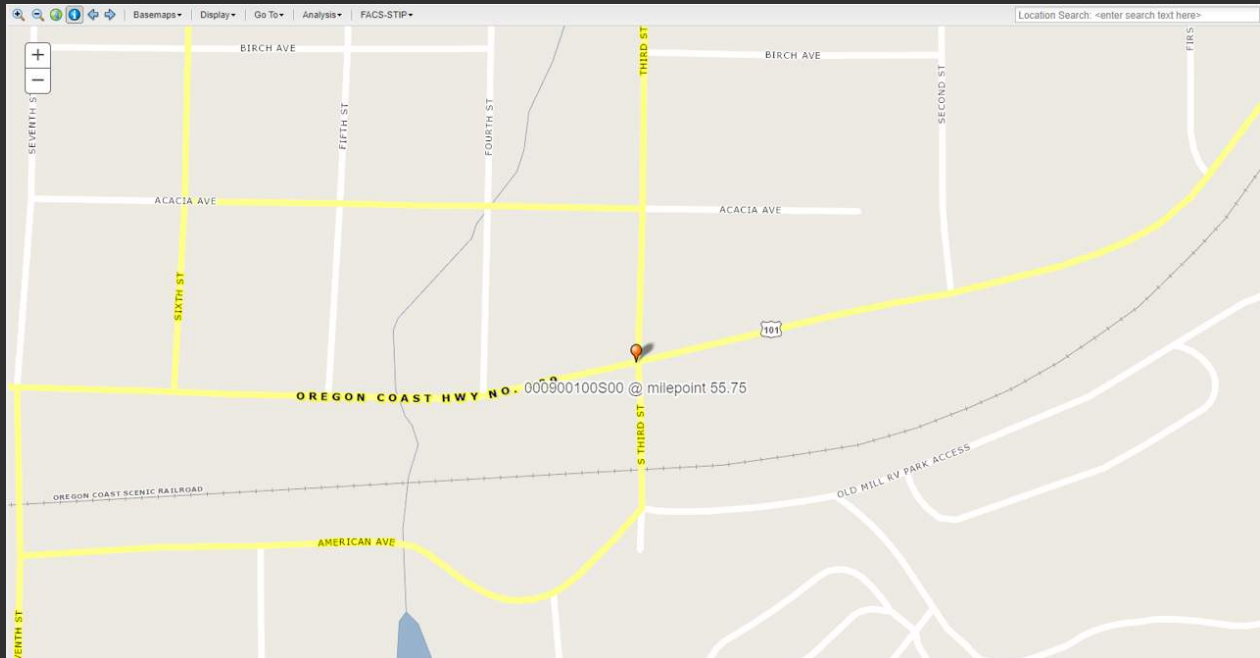 Basemaps
Display
Go To
Analysis
FACS-STIP
Location Search: <enter search text here>
+
−
BIRCH AVE
THIRD ST
BIRCH AVE
FIRS
SEVENTH S
FIFTH ST
FOURTH ST
SECOND ST
ACACIA AVE
ACACIA AVE
SIXTH ST
101
OREGON COAST HWY NO.
000900100S00 @ milepoint 55.75
S THIRD ST
OLD MILL RV PARK ACCESS
OREGON COAST SCENIC RAILROAD
AMERICAN AVE
VENTH ST